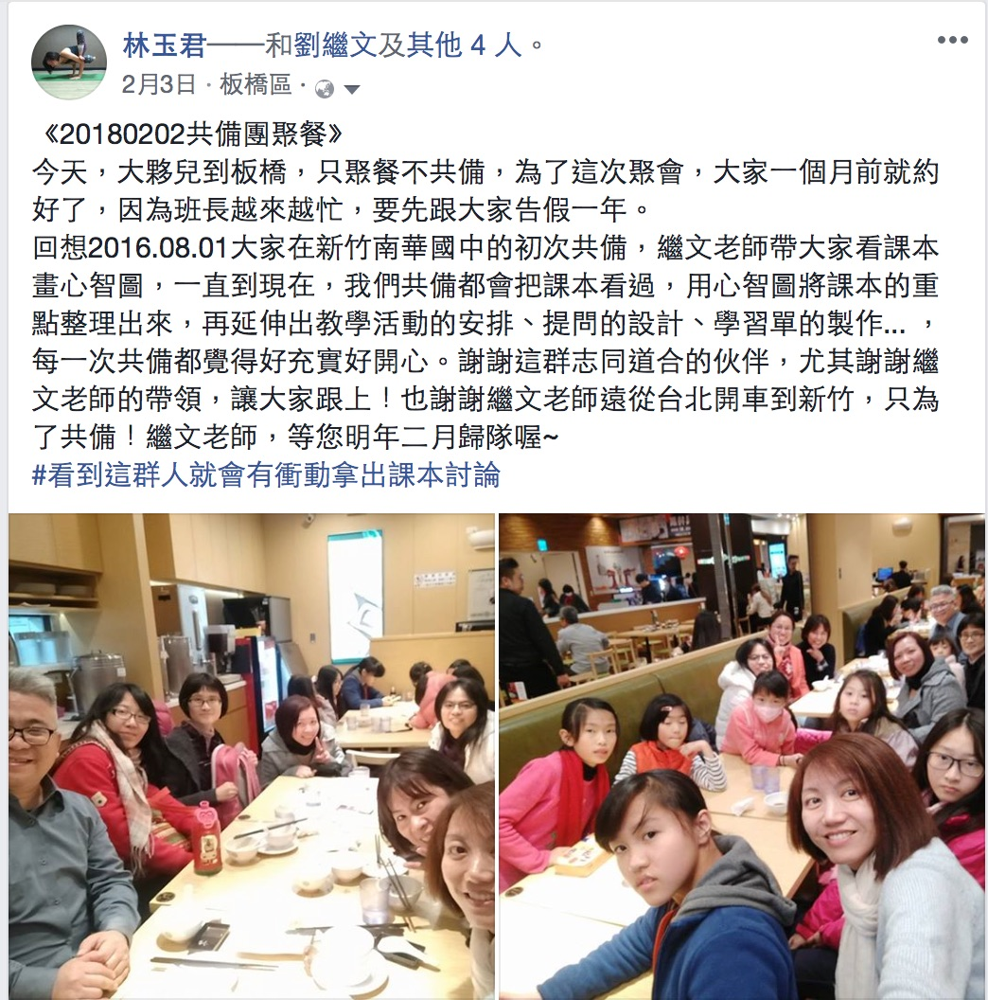 林玉君——和劉繼文及其他 4 人。
2月3日 · 板橋區 ·
《20180202共備團聚餐》
今天，大夥兒到板橋，只聚餐不共備，為了這次聚會，大家一個月前就約
好了，因為班長越來越忙，要先跟大家告假一年。
回想2016.08.01大家在新竹南華國中的初次共備，繼文老師帶大家看課本
畫心智圖，一直到現在，我們共備都會把課本看過，用心智圖將課本的重
點整理出來，再延伸出教學活動的安排、提問的設計、學習單的製作... ，
每一次共備都覺得好充實好開心。謝謝這群志同道合的伙伴，尤其謝謝繼
文老師的帶領，讓大家跟上！也謝謝繼文老師遠從台北開車到新竹，只為
了共備！繼文老師，等您明年二月歸隊喔~
#看到這群人就會有衝動拿出課本討論